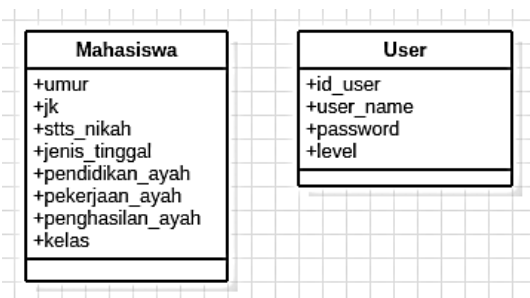 Mahasiswa
+umur
+jk
+stts_nikah
+jenis_tinggal
+pendidikan_ayah
+pekerjaan_ayah
+penghasilan_ayah
+kelas
User
+id_user
+user_name
+password
+level